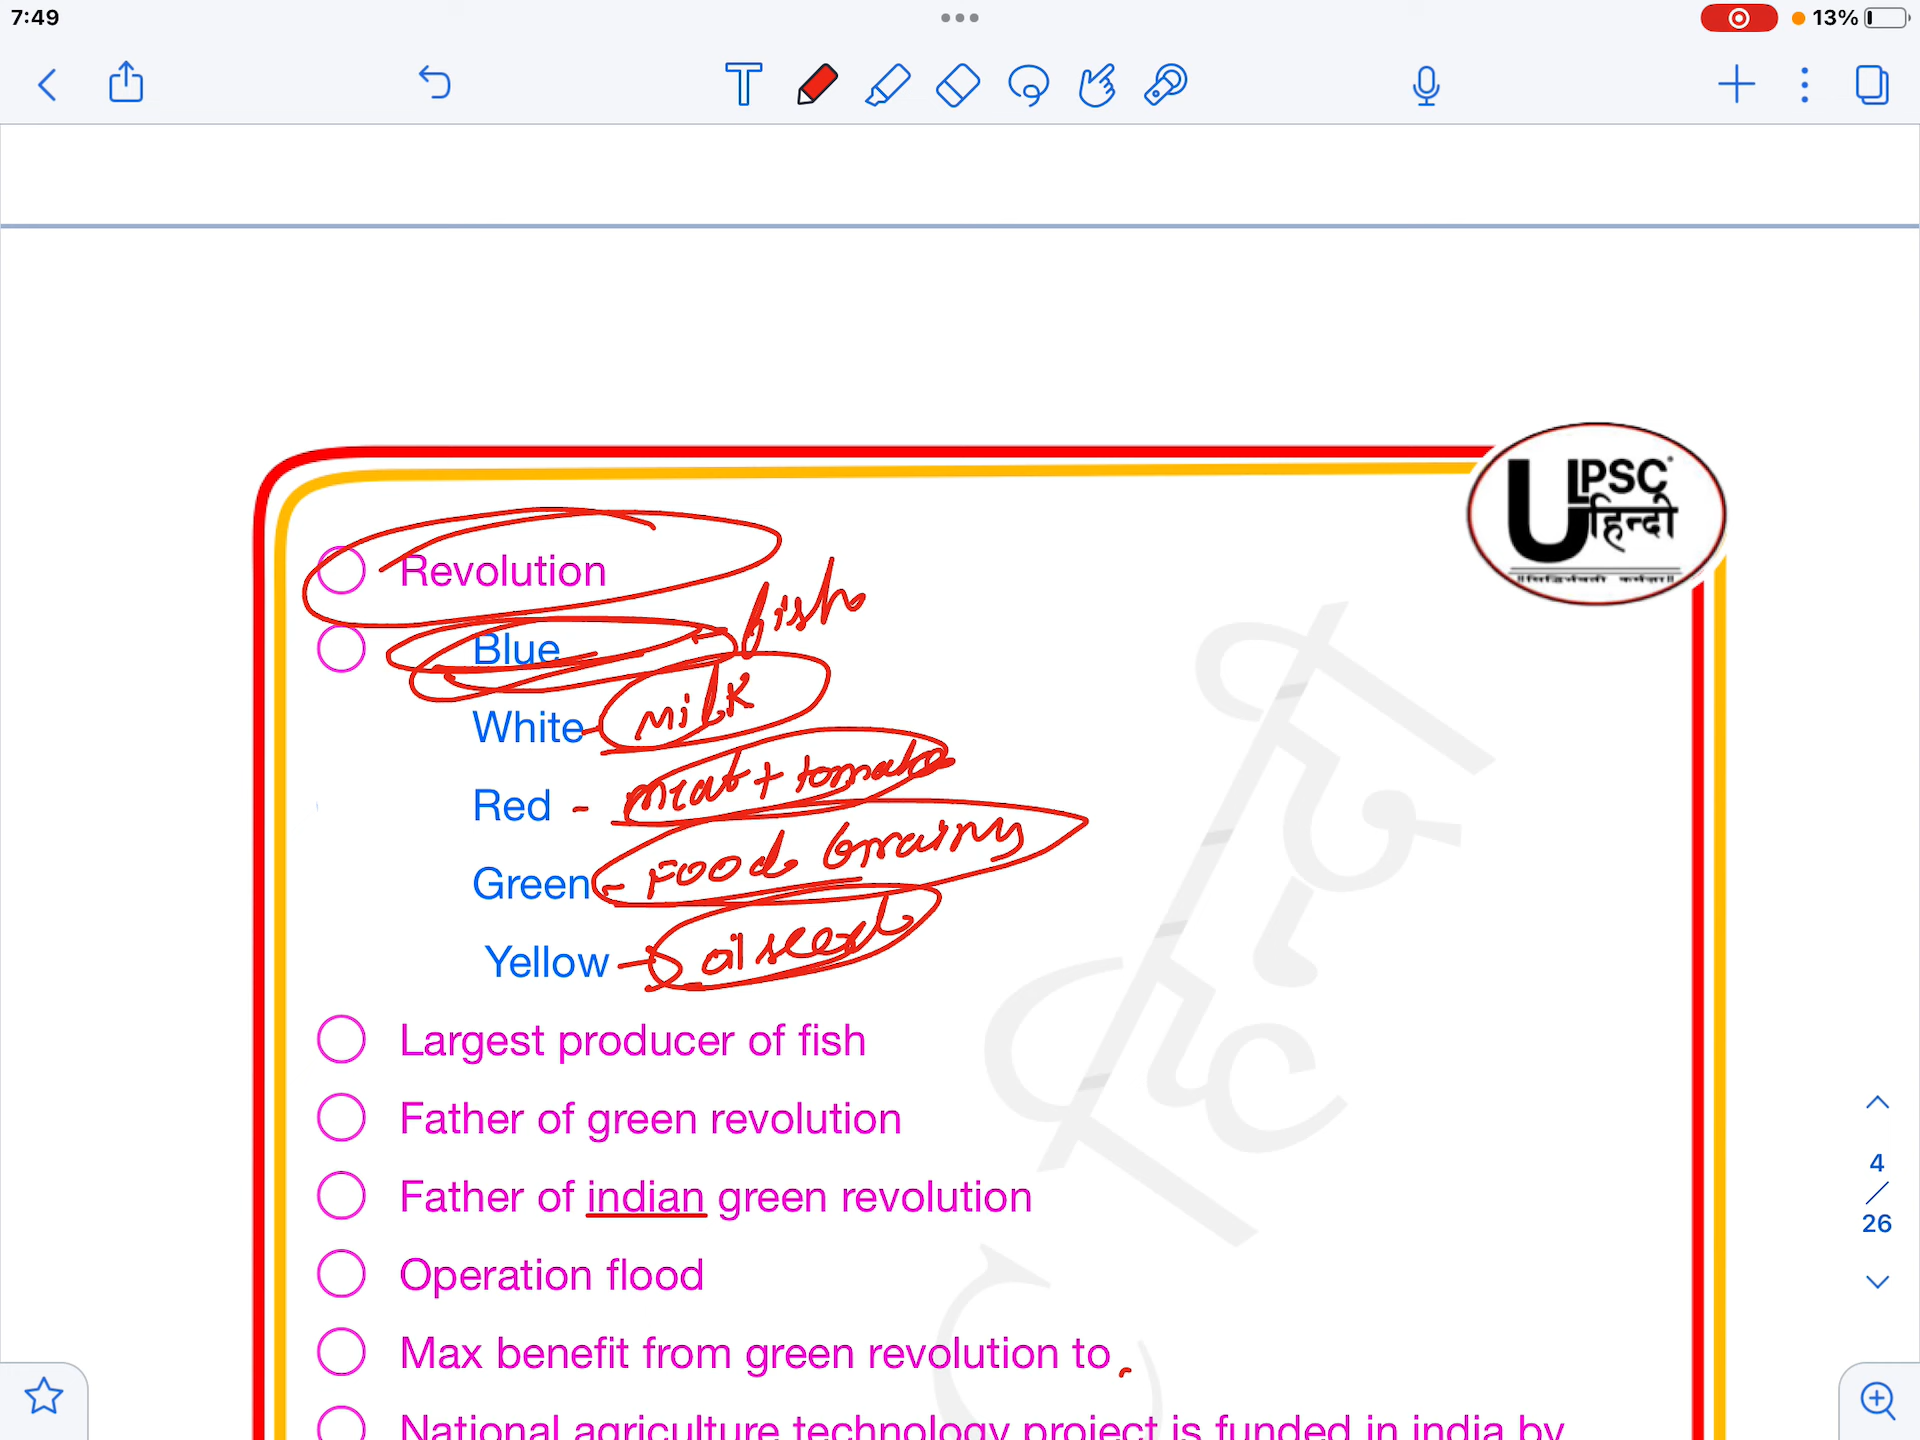 7:49
13%
T
UPSC
हिन्दी
Revolution
Blue - fish
White - Milk
Red - meat + tomato
Green - Food Grains
Yellow - oilseed
Largest producer of fish
Father of green revolution
Father of indian green revolution
Operation flood
Max benefit from green revolution to
National agriculture technology project is funded in india by
4
/
26